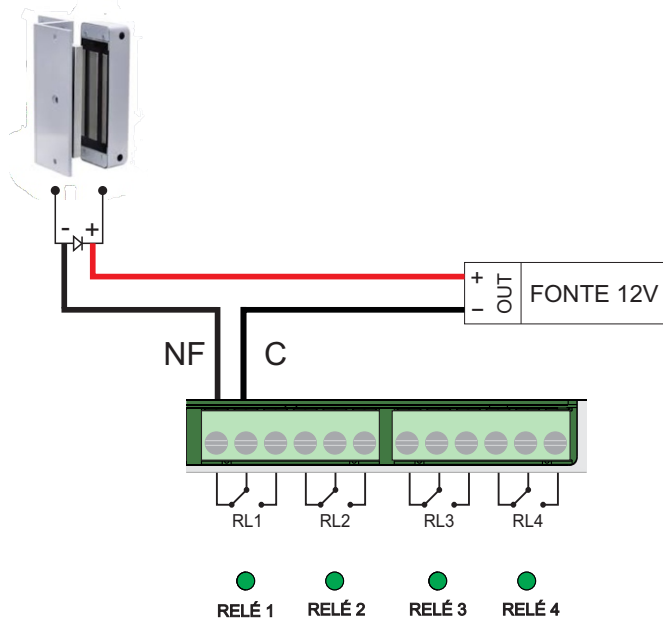 - +
+ OUT FONTE 12V
-
NF C
RL1 RL2 RL3 RL4
RELÉ 1 RELÉ 2 RELÉ 3 RELÉ 4